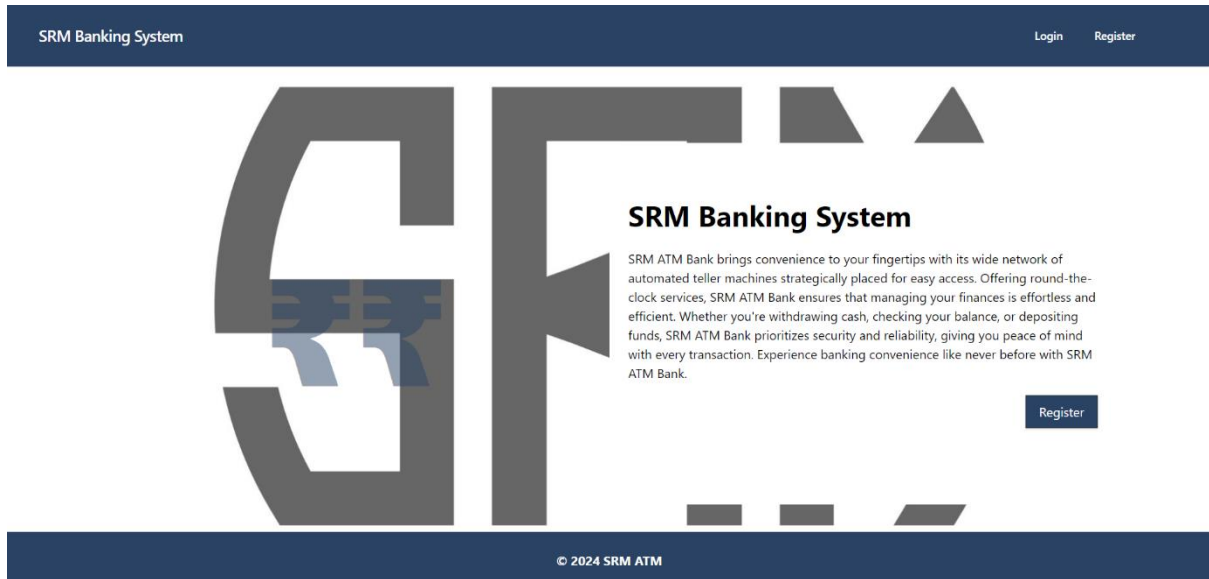 SRM Banking System
Login
Register
SRM Banking System
SRM ATM Bank brings convenience to your fingertips with its wide network of
automated teller machines strategically placed for easy access. Offering round-the-
clock services, SRM ATM Bank ensures that managing your finances is effortless and
efficient. Whether you're withdrawing cash, checking your balance, or depositing
funds, SRM ATM Bank prioritizes security and reliability, giving you peace of mind
with every transaction. Experience banking convenience like never before with SRM
ATM Bank.
Register
₹₹
© 2024 SRM ATM